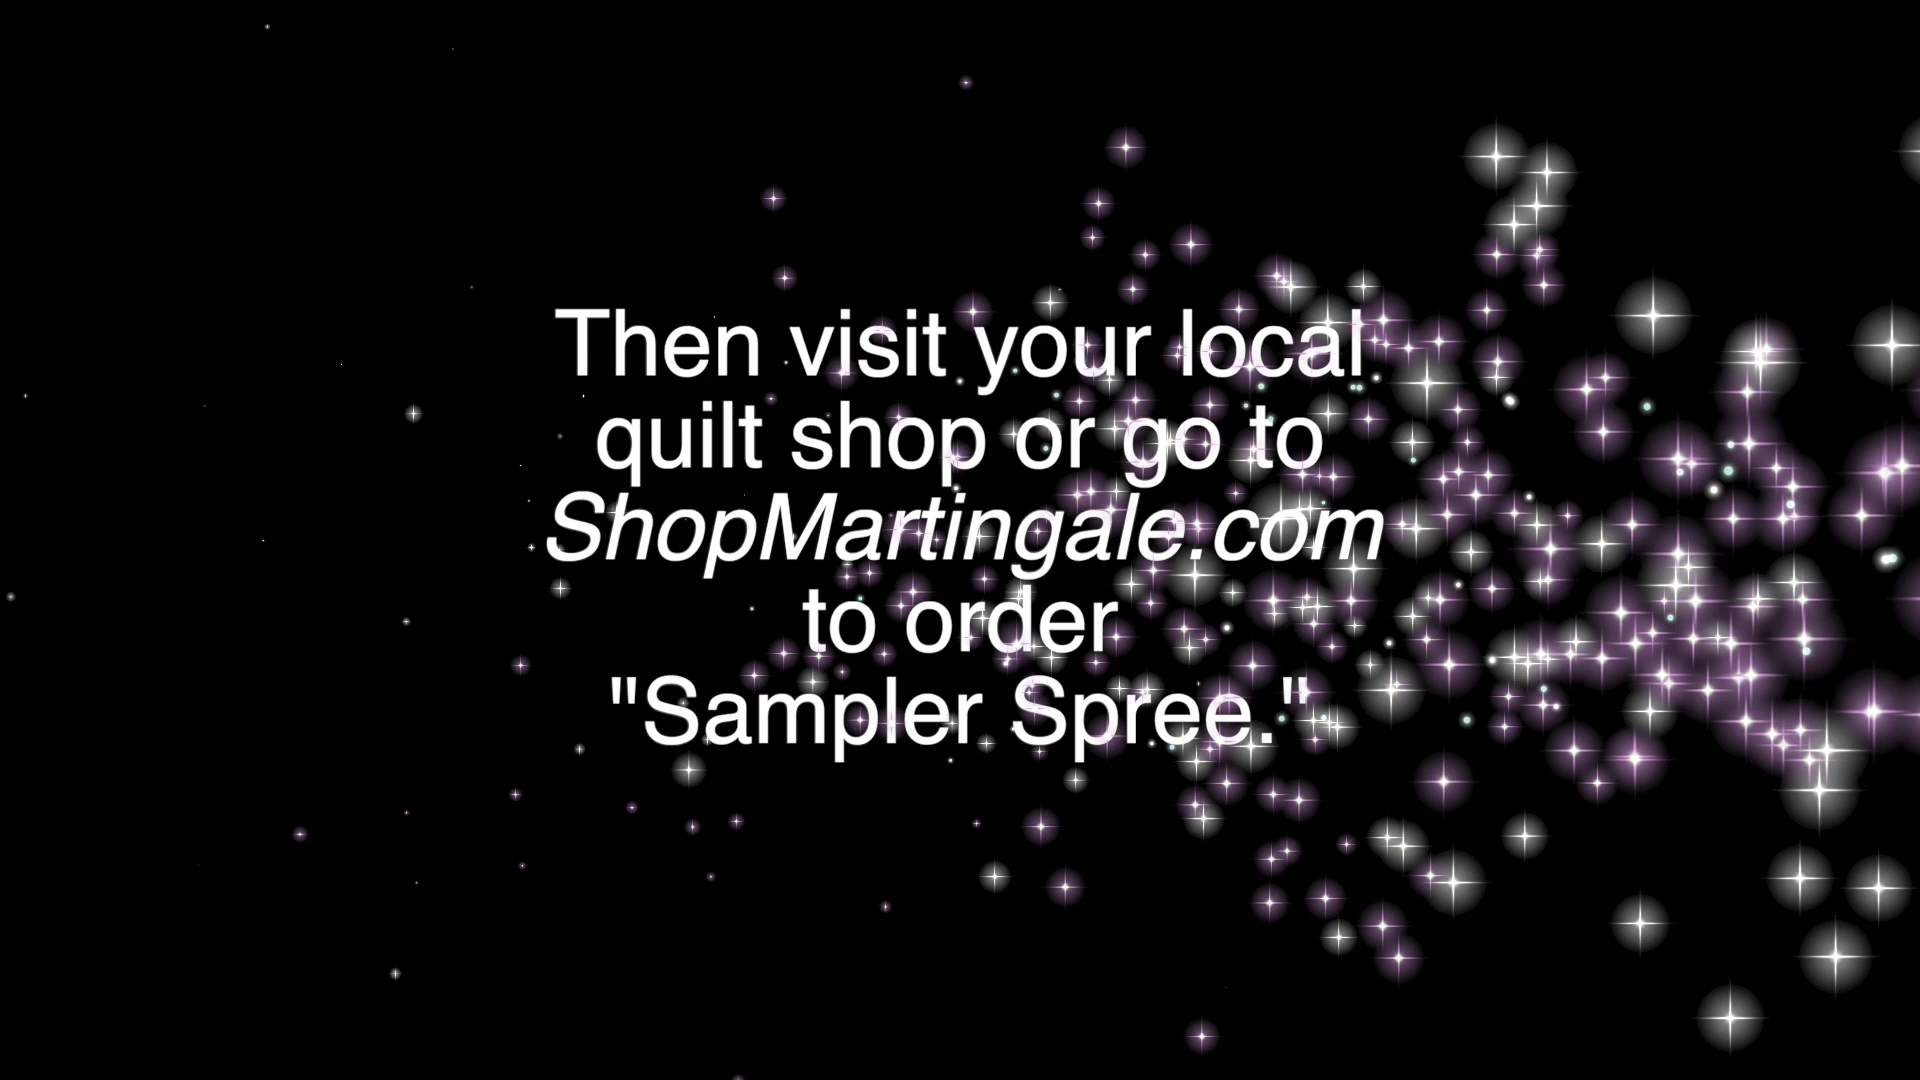 Then visit your local
quilt shop or go to
ShopMartingale.com
to order
"Sampler Spree."